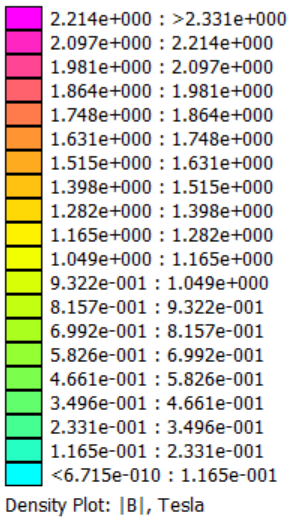 2.214e+000 : >2.331e+000
2.097e+000 : 2.214e+000
1.981e+000 : 2.097e+000
1.864e+000 : 1.981e+000
1.748e+000 : 1.864e+000
1.631e+000 : 1.748e+000
1.515e+000 : 1.631e+000
1.398e+000 : 1.515e+000
1.282e+000 : 1.398e+000
1.165e+000 : 1.282e+000
1.049e+000 : 1.165e+000
9.322e-001 : 1.049e+000
8.157e-001 : 9.322e-001
6.992e-001 : 8.157e-001
5.826e-001 : 6.992e-001
4.661e-001 : 5.826e-001
3.496e-001 : 4.661e-001
2.331e-001 : 3.496e-001
1.165e-001 : 2.331e-001
<6.715e-010 : 1.165e-001
Density Plot: |B|, Tesla